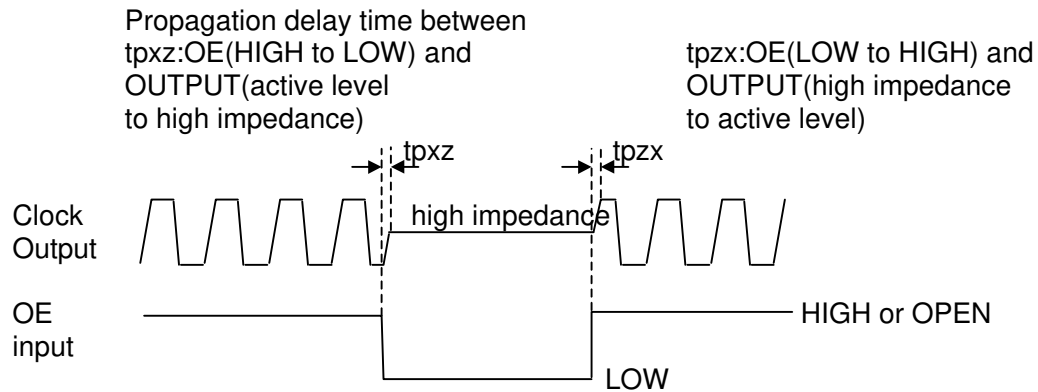 Propagation delay time between
tpxz:OE(HIGH to LOW) and
OUTPUT(active level
to high impedance)
tpzx:OE(LOW to HIGH) and
OUTPUT(high impedance
to active level)
tpxz
tpzx
Clock
Output
high impedance
OE
input
HIGH or OPEN
LOW